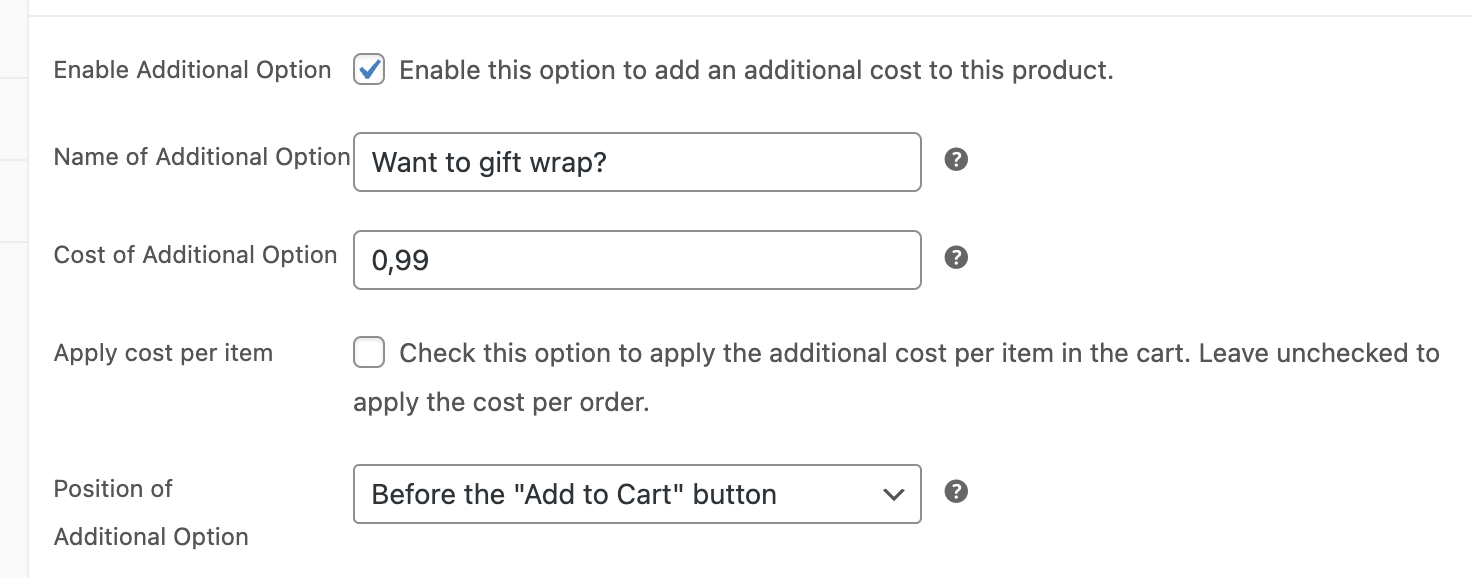 Enable Additional Option Enable this option to add an additional cost to this product.
Name of Additional Option Want to gift wrap? ?
Cost of Additional Option 0,99 ?
Apply cost per item Check this option to apply the additional cost per item in the cart. Leave unchecked to
apply the cost per order.
Position of Before the "Add to Cart" button ?
Additional Option